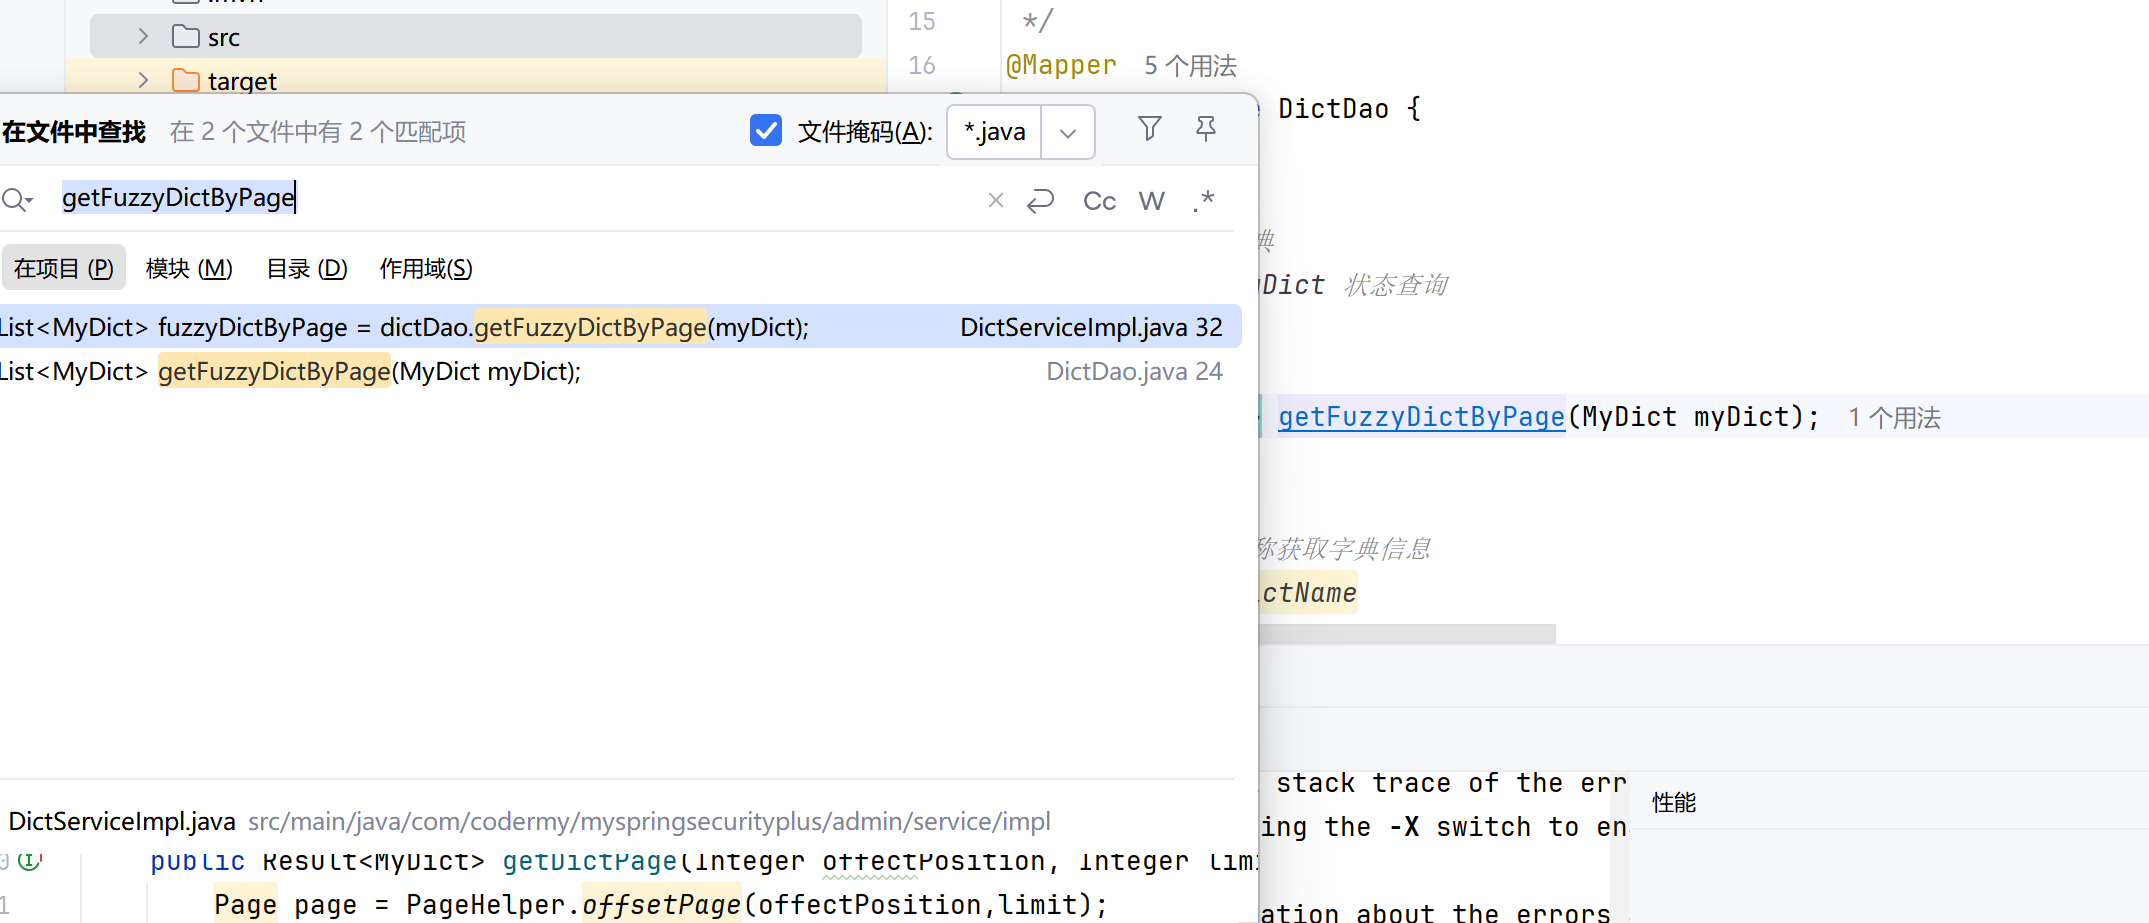 src
target
15
*/
16
@Mapper 5 个用法
DictDao {
在文件中查找 在 2 个文件中有 2 个匹配项
文件掩码(A): *.java
getFuzzyDictByPage
Cc W .*
典
在项目 (P) 模块 (M) 目录 (D) 作用域(S)
Dict 状态查询
List<MyDict> fuzzyDictByPage = dictDao.getFuzzyDictByPage(myDict); DictServiceImpl.java 32
List<MyDict> getFuzzyDictByPage(MyDict myDict); DictDao.java 24
getFuzzyDictByPage(MyDict myDict); 1 个用法
称获取字典信息
ctName
stack trace of the err
性能
DictServiceImpl.java src/main/java/com/codermy/myspringsecurityplus/admin/service/impl
ing the -X switch to en
public Result<MyDict> getDictPage(Integer offectPosition, Integer limi
Page page = PageHelper.offsetPage(offectPosition,limit);
ation about the errors